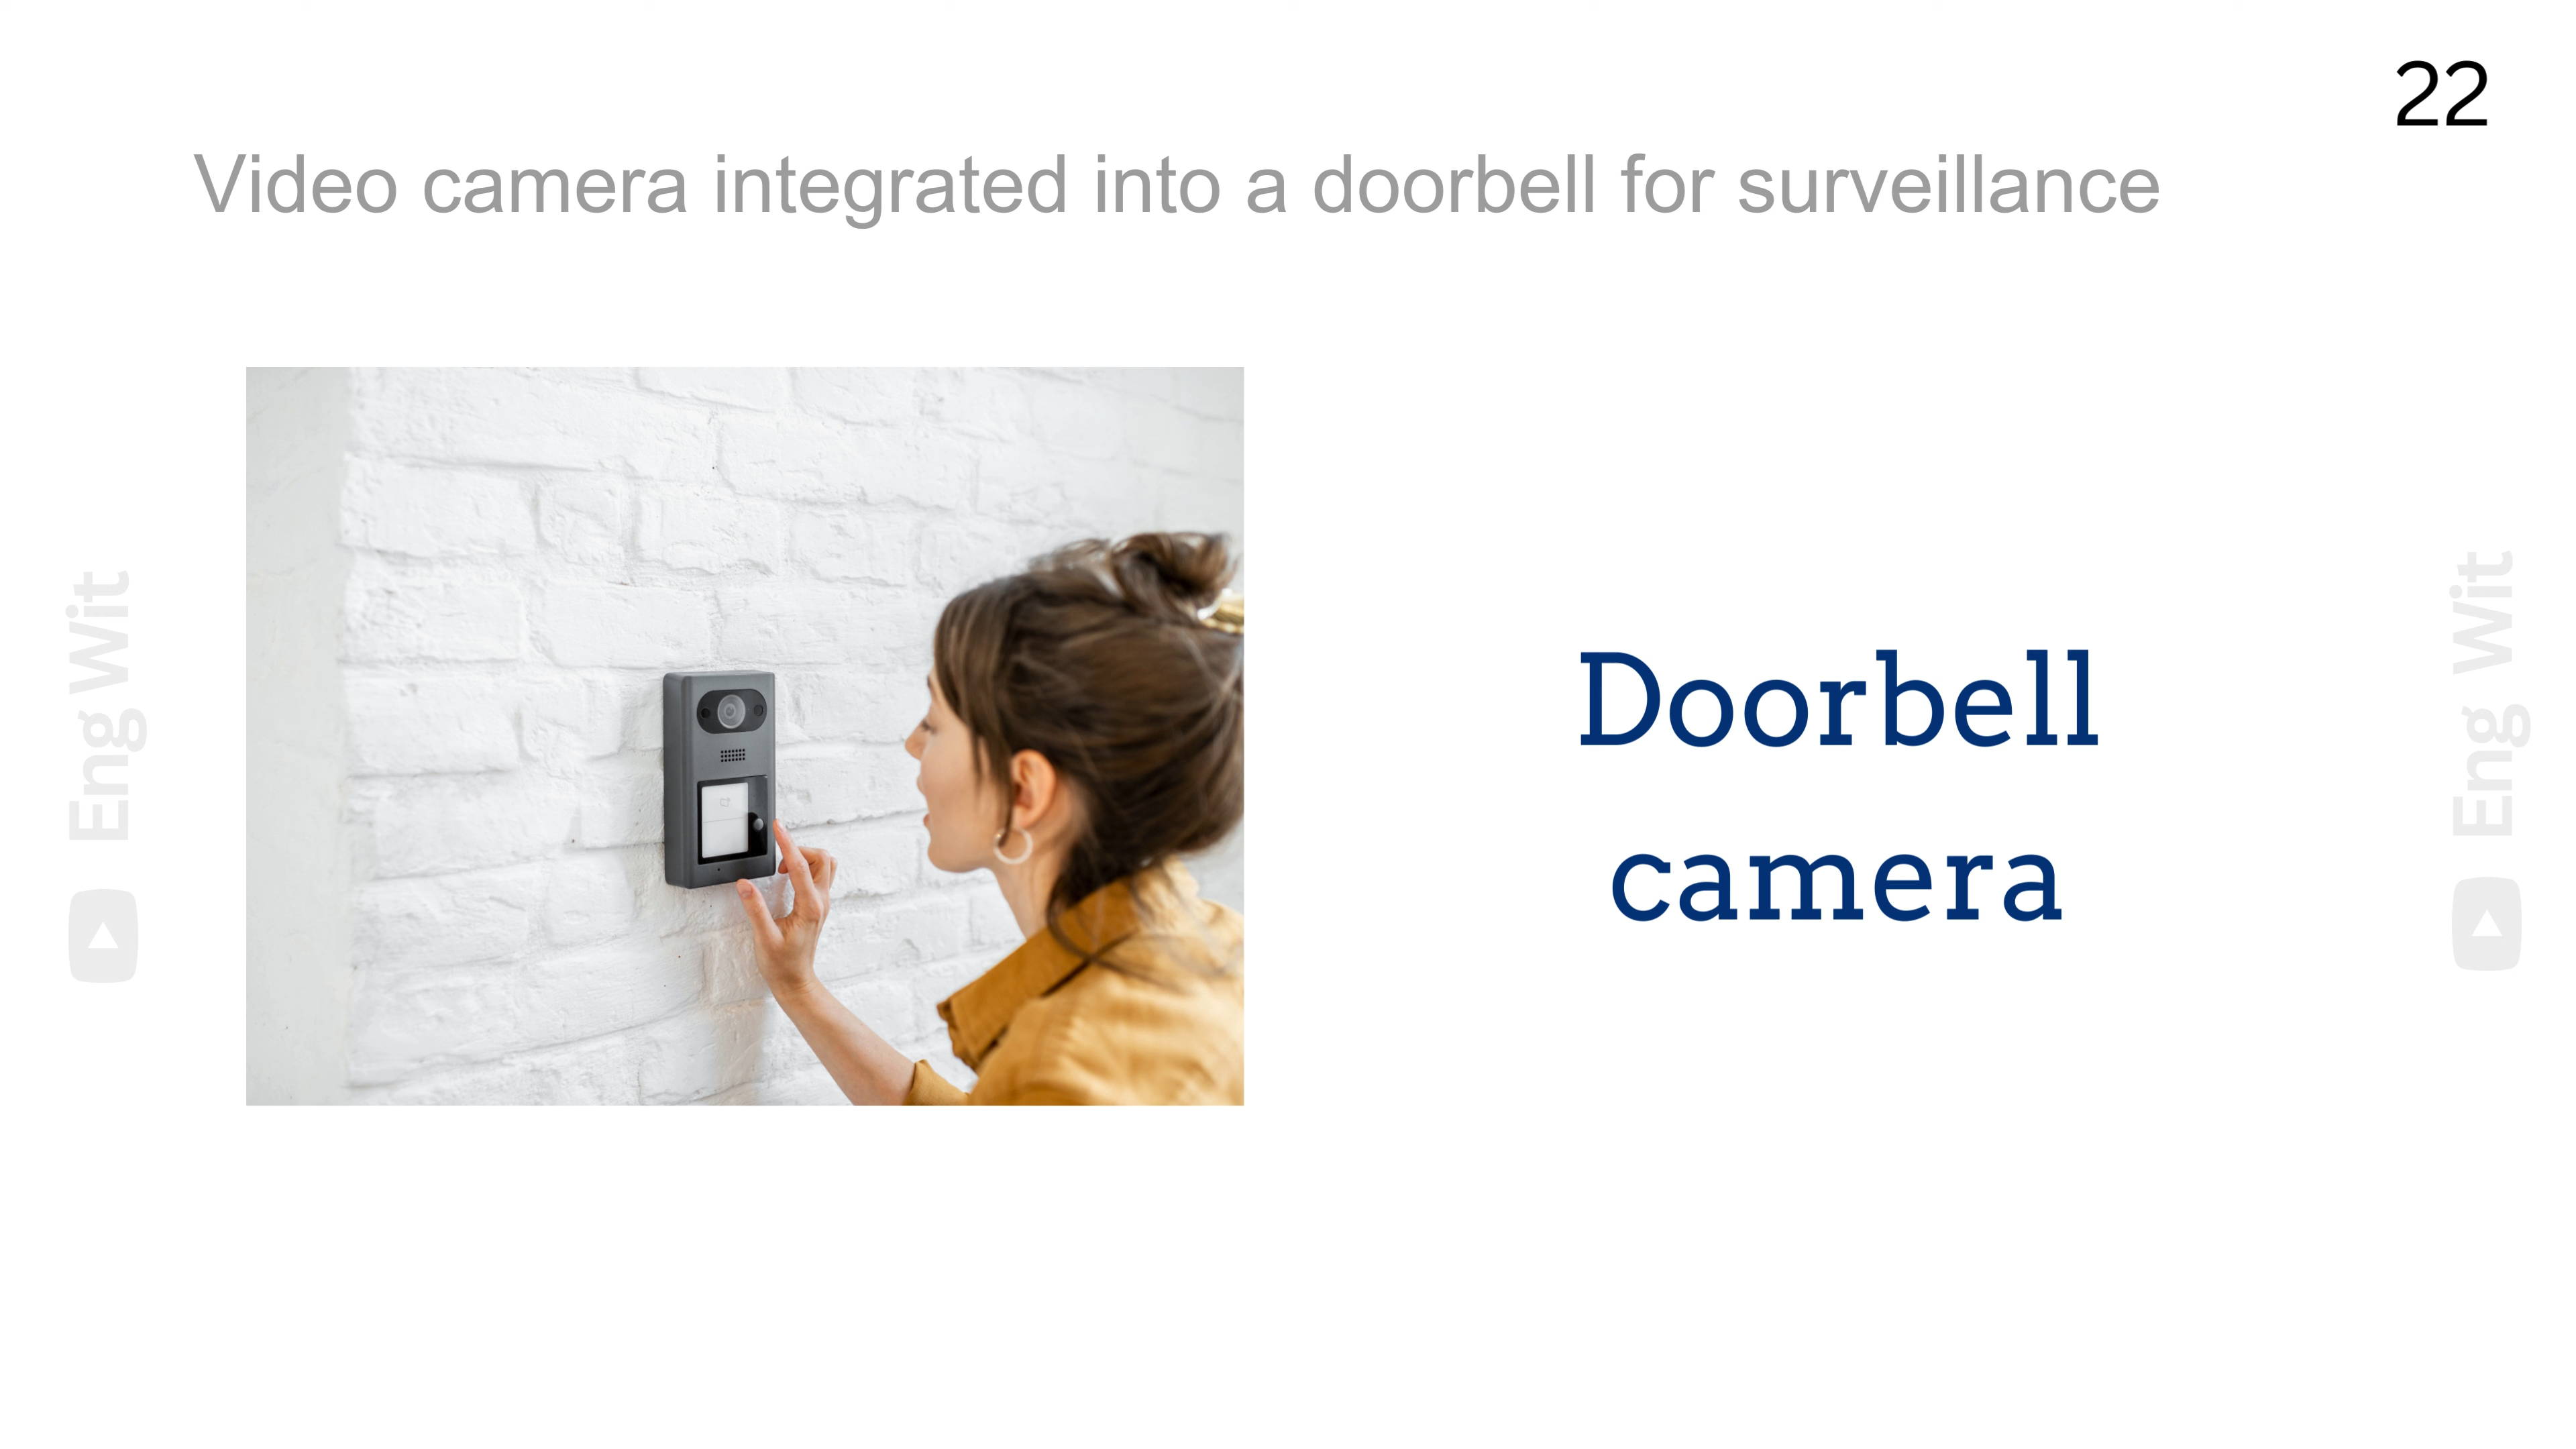 22
Video camera integrated into a doorbell for surveillance
Eng Wit
Doorbell
camera
Eng Wit